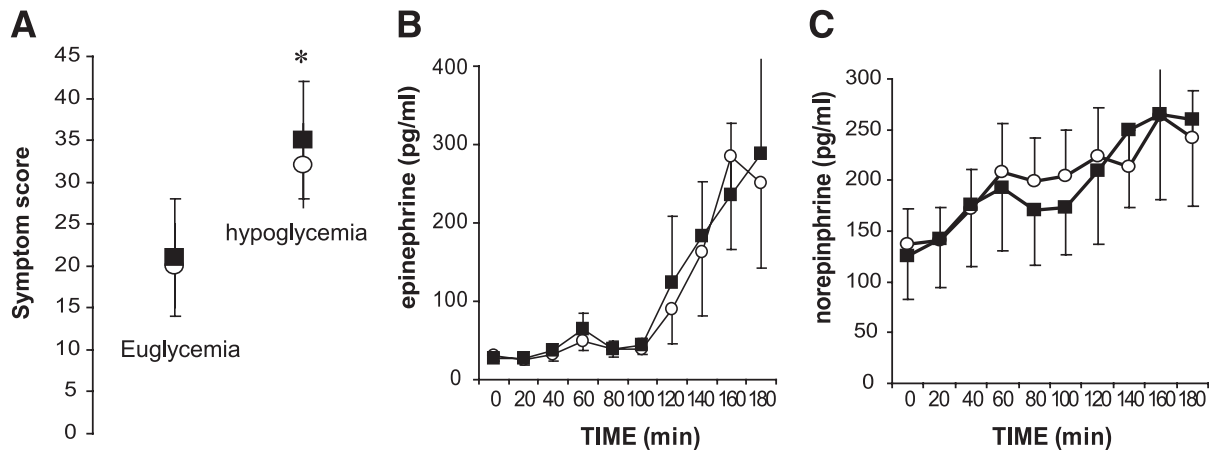 A
Symptom score
45
40
35
30
25
20
15
10
5
0
*
hypoglycemia
Euglycemia
B
epinephrine (pg/ml)
400
300
200
100
0
0 20 40 60 80 100 120 140 160 180
TIME (min)
C
norepinphrine (pg/ml)
300
250
200
150
100
50
0
0 20 40 60 80 100 120 140 160 180
TIME (min)